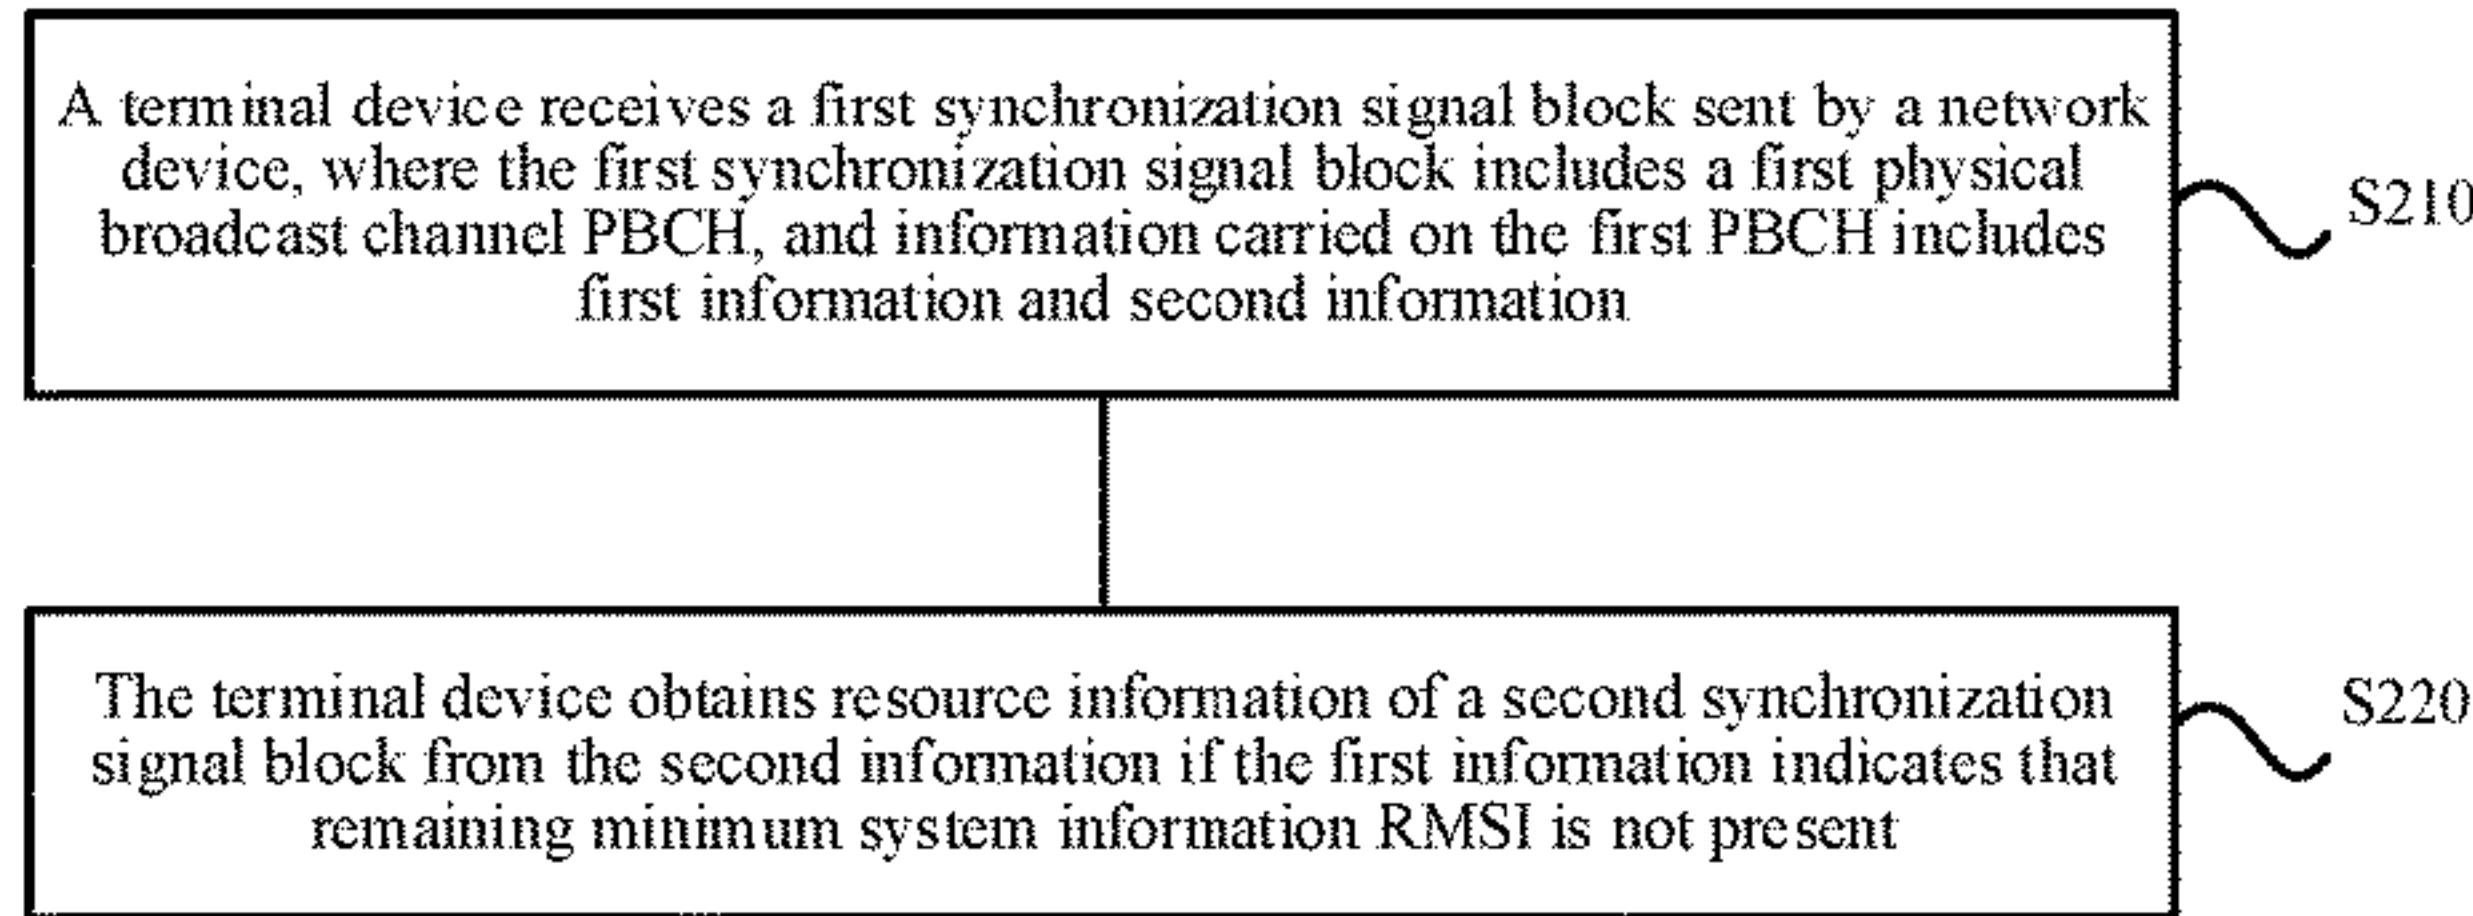 A terminal device receives a first synchronization signal block sent by a network
device, where the first synchronization signal block includes a first physical
broadcast channel PBCH, and information carried on the first PBCH includes
first information and second information
S210
The terminal device obtains resource information of a second synchronization
signal block from the second information if the first information indicates that
remaining minimum system information RMSI is not present
S220